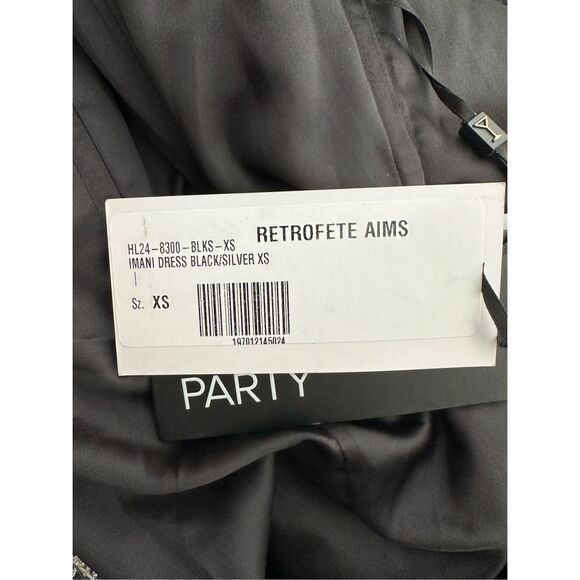 RETROFETE AIMS
HL24-8300-BLKS-XS
IMANI DRESS BLACK/SILVER XS
Sz. XS
197012145024
PARTY